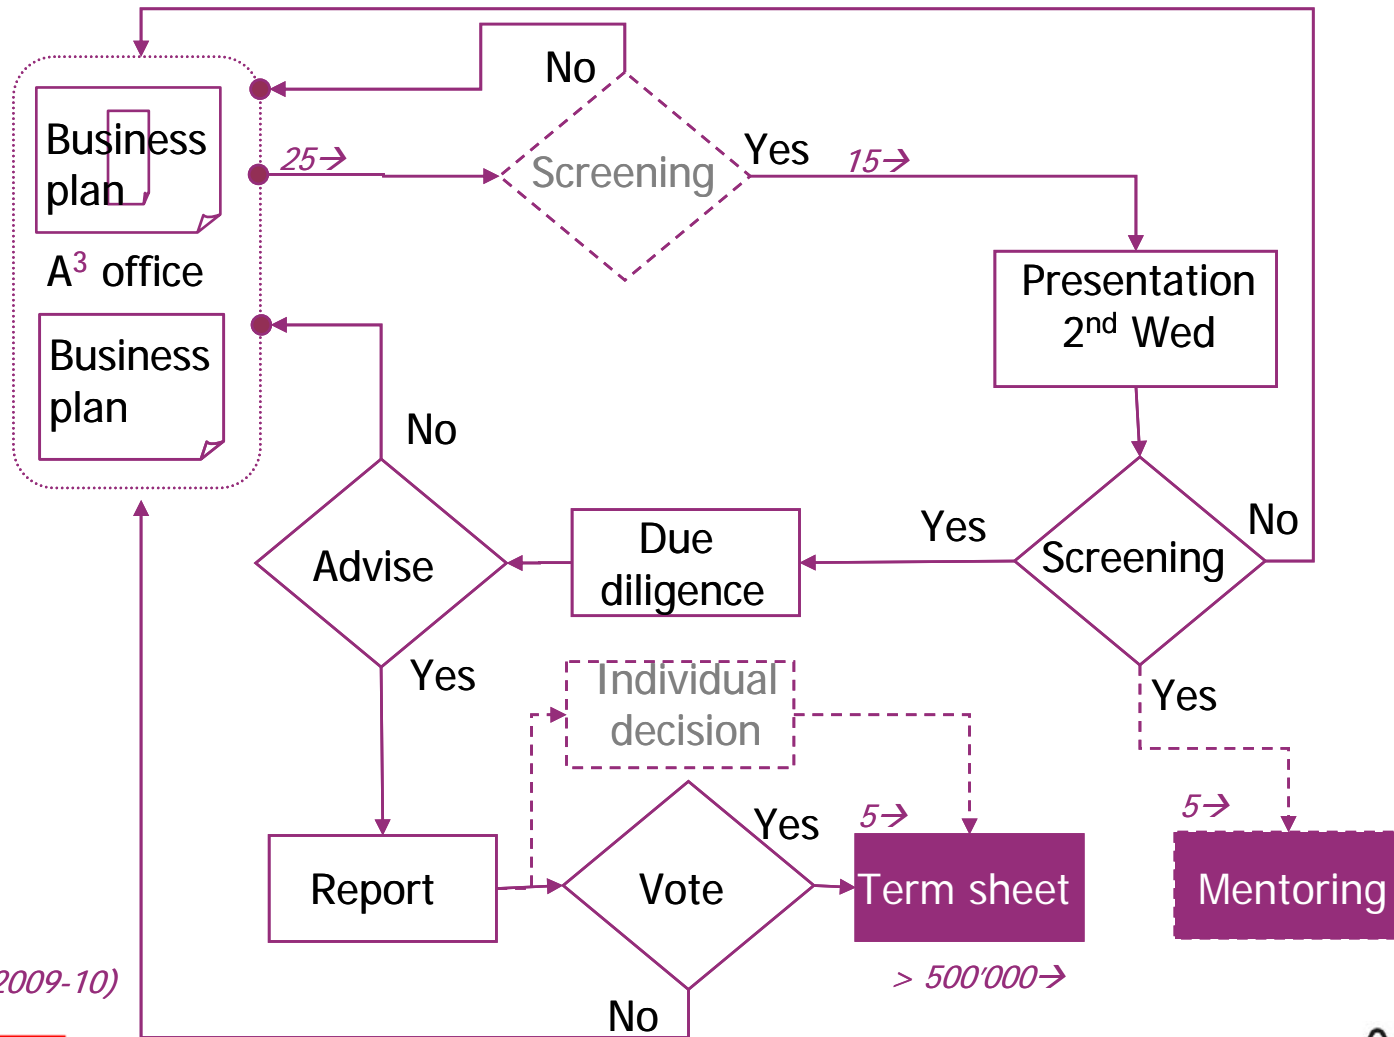 No
Business
plan
25→
Screening
Yes
15→
A³ office
Presentation
2nd Wed
Business
plan
No
Advise
Due
diligence
Yes
Screening
No
Yes
Individual
decision
Yes
Report
Vote
Yes
5→
Term sheet
5→
Mentoring
2009-10)
> 500'000→
No